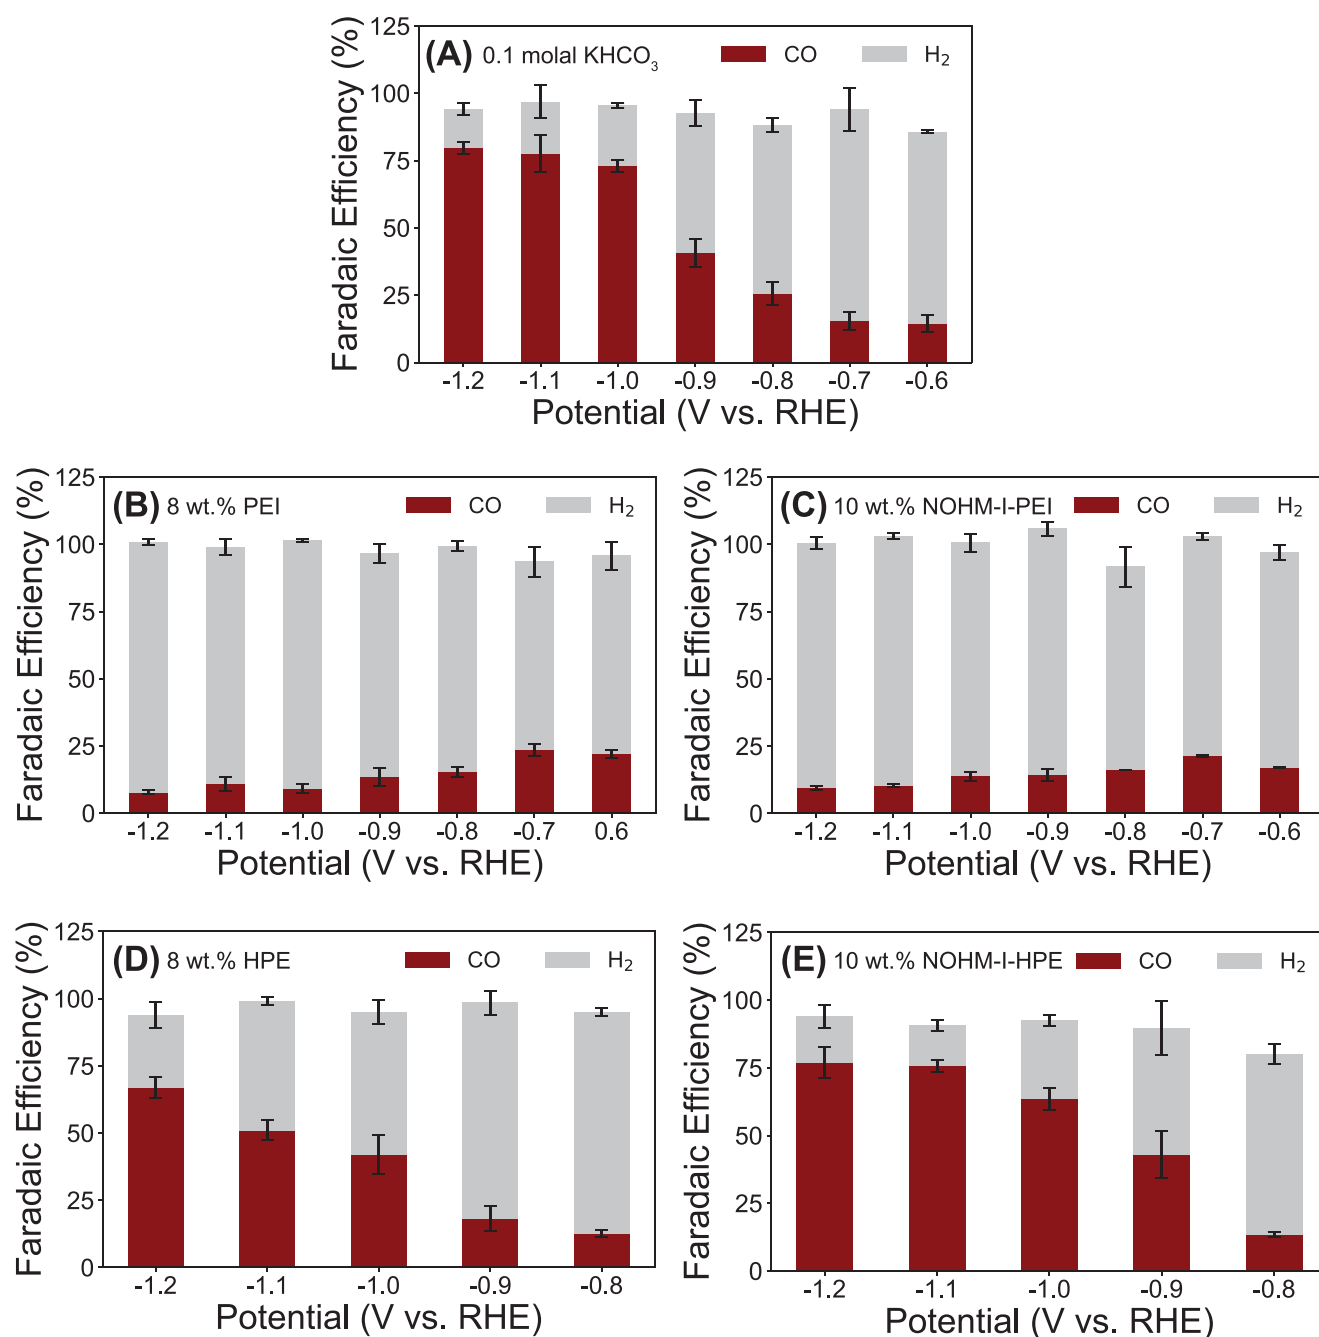 (A) 0.1 molal KHCO₃ CO H₂
Faradaic Efficiency (%)
125
100
75
50
25
0
-1.2 -1.1 -1.0 -0.9 -0.8 -0.7 -0.6
Potential (V vs. RHE)
(B) 8 wt.% PEI CO H₂
Faradaic Efficiency (%)
125
100
75
50
25
0
-1.2 -1.1 -1.0 -0.9 -0.8 -0.7 0.6
Potential (V vs. RHE)
(C) 10 wt.% NOHM-I-PEI CO H₂
Faradaic Efficiency (%)
125
100
75
50
25
0
-1.2 -1.1 -1.0 -0.9 -0.8 -0.7 -0.6
Potential (V vs. RHE)
(D) 8 wt.% HPE CO H₂
Faradaic Efficiency (%)
125
100
75
50
25
0
-1.2 -1.1 -1.0 -0.9 -0.8
Potential (V vs. RHE)
(E) 10 wt.% NOHM-I-HPE CO H₂
Faradaic Efficiency (%)
125
100
75
50
25
0
-1.2 -1.1 -1.0 -0.9 -0.8
Potential (V vs. RHE)